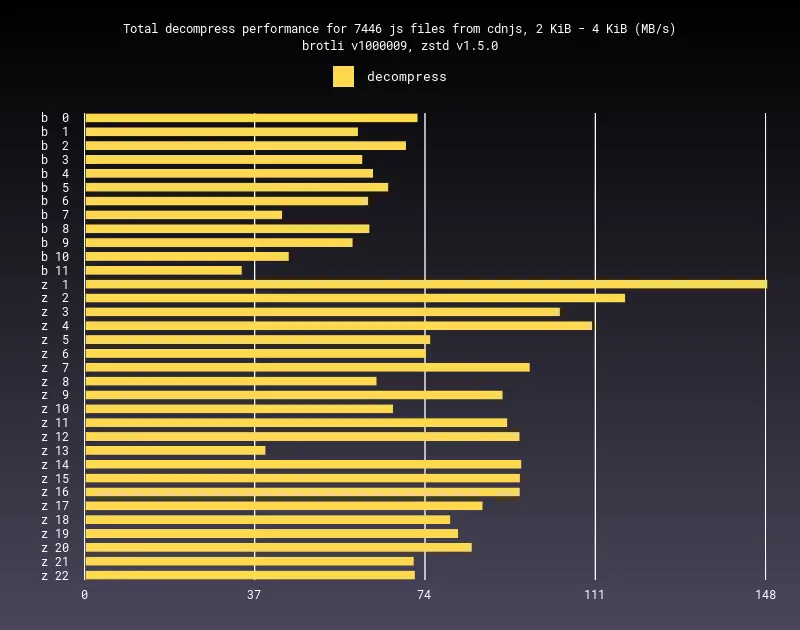 Total decompress performance for 7446 js files from cdnjs, 2 KiB - 4 KiB (MB/s)
brotli v1000009, zstd v1.5.0
decompress
b 0
b 1
b 2
b 3
b 4
b 5
b 6
b 7
b 8
b 9
b 10
b 11
z 1
z 2
z 3
z 4
z 5
z 6
z 7
z 8
z 9
z 10
z 11
z 12
z 13
z 14
z 15
z 16
z 17
z 18
z 19
z 20
z 21
z 22
0 37 74 111 148